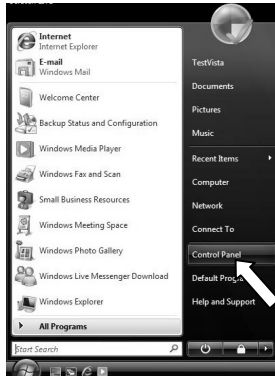 Internet
Internet Explorer
E-mail
Windows Mail
Welcome Center
Backup Status and Configuration
Windows Media Player
Windows Fax and Scan
Small Business Resources
Windows Meeting Space
Windows Photo Gallery
Windows Live Messenger Download
Windows Explorer
All Programs
Start Search
TestVista
Documents
Pictures
Music
Recent Items
Computer
Network
Connect To
Control Panel
Default
Help and Support